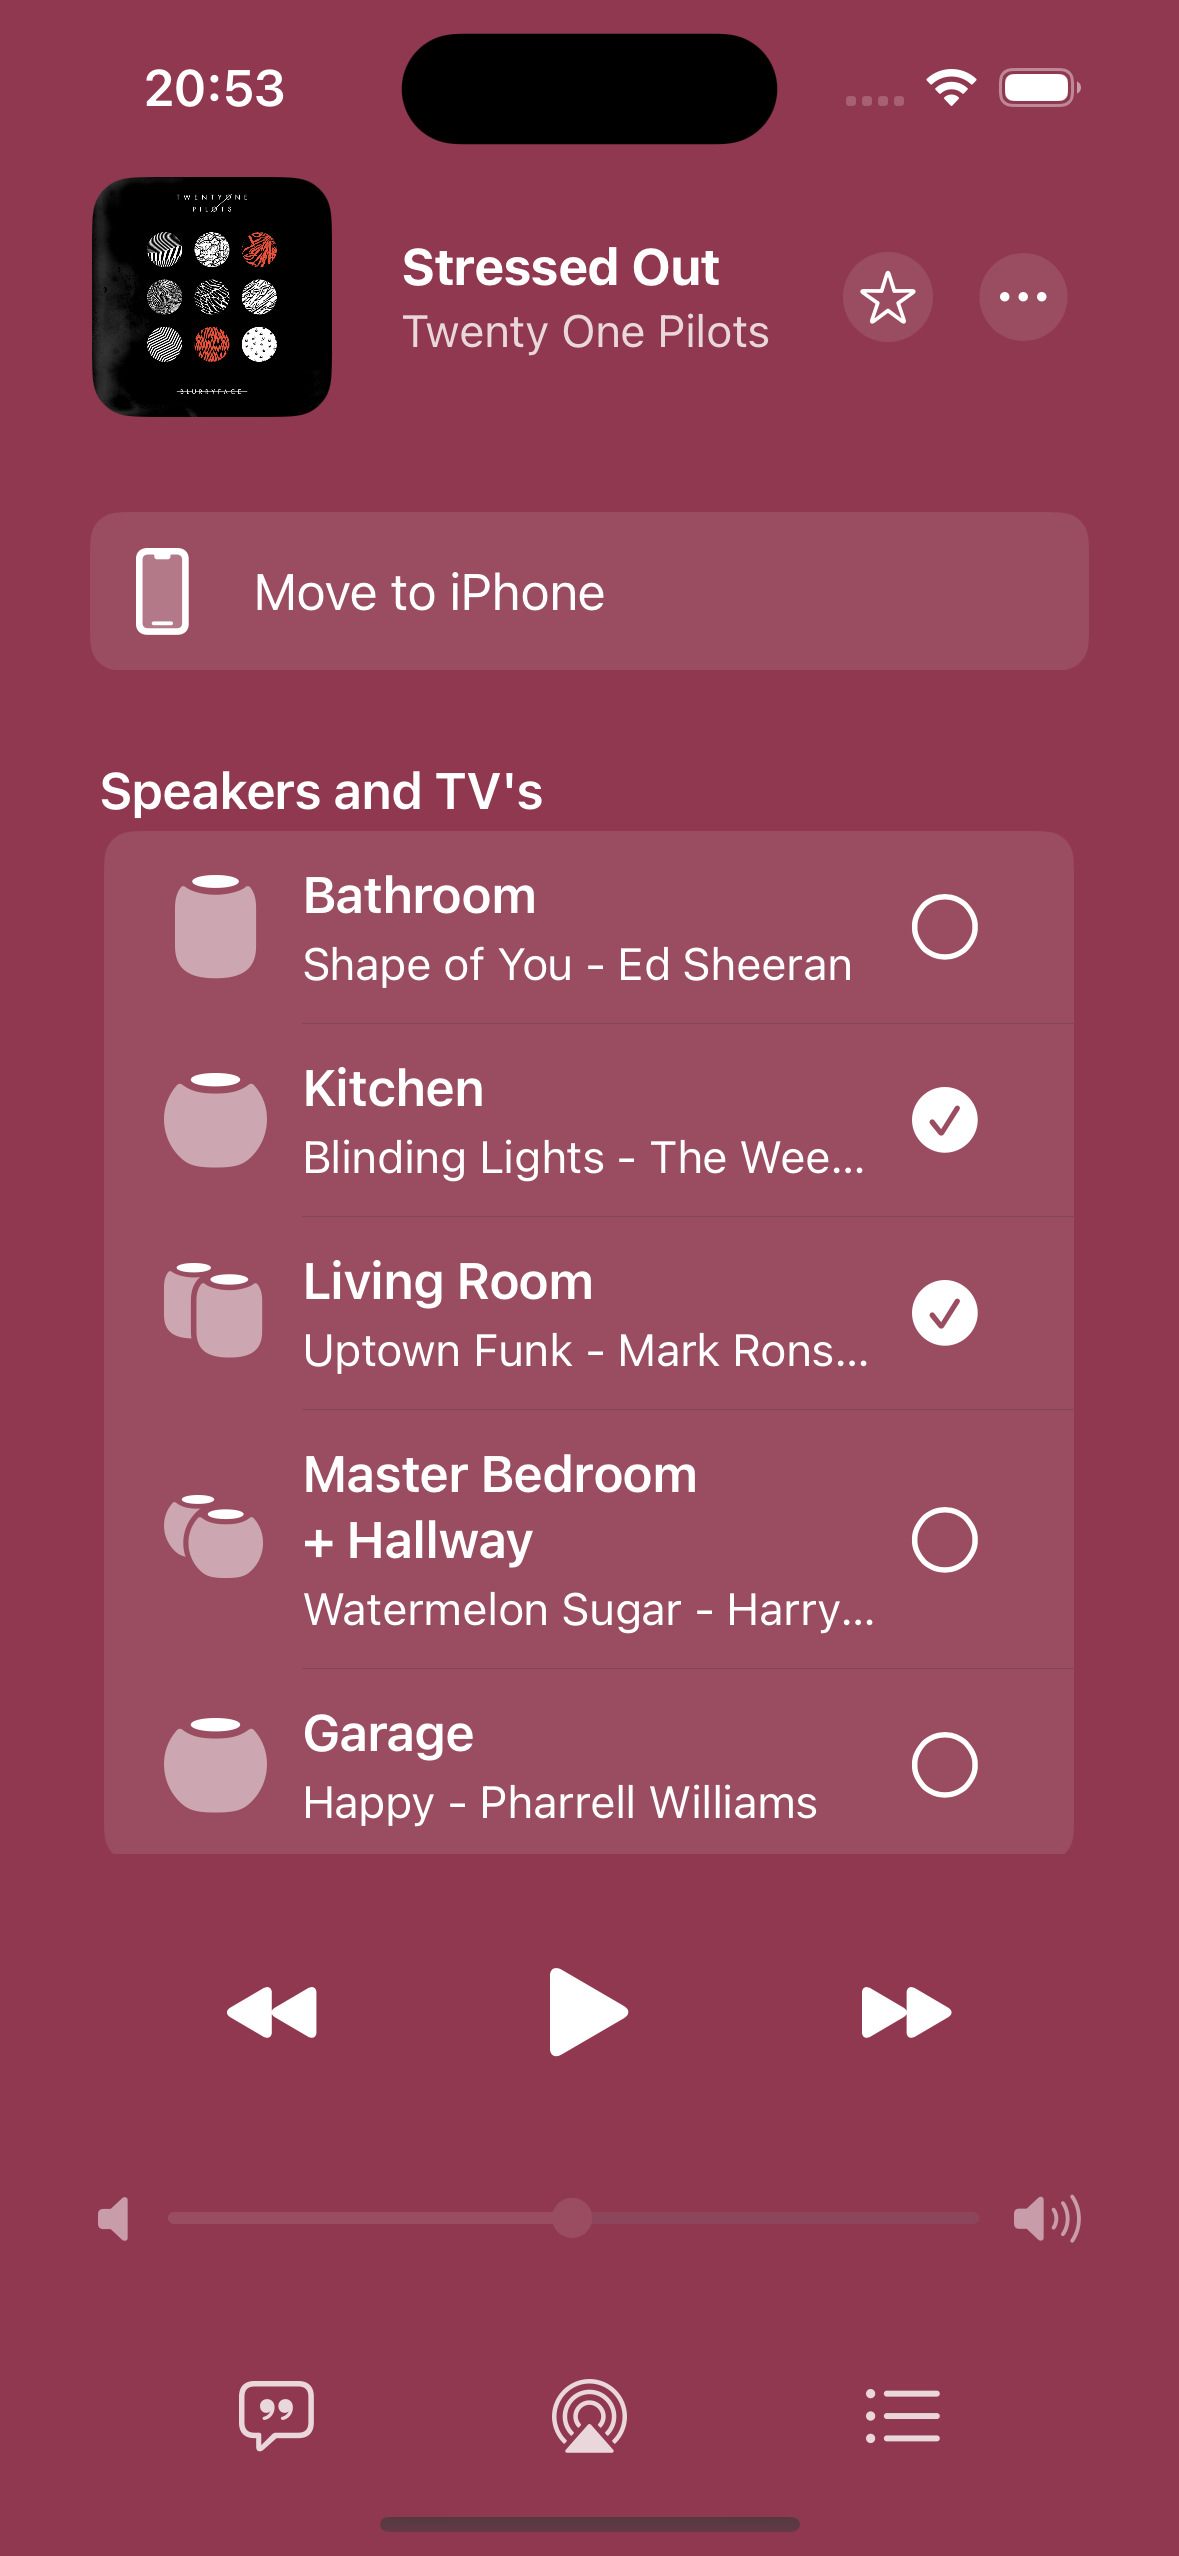 20:53
TWENTY ONE
PILOTS
BLURRYFACE
Stressed Out
Twenty One Pilots
Move to iPhone
Speakers and TV's
Bathroom
Shape of You - Ed Sheeran
Kitchen
Blinding Lights - The Wee...
Living Room
Uptown Funk - Mark Rons...
Master Bedroom
+ Hallway
Watermelon Sugar - Harry...
Garage
Happy - Pharrell Williams